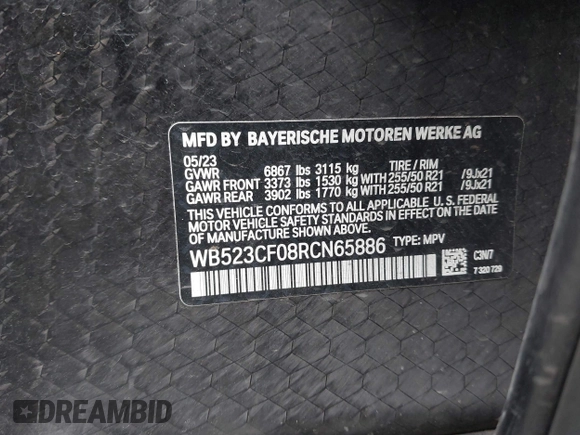 MFD BY BAYERISCHE MOTOREN WERKE AG
05/23
GVWR 6867 lbs 3115 kg TIRE / RIM
GAWR FRONT 3373 lbs 1530 kg WITH 255/50 R21 /9Jx21
GAWR REAR 3902 lbs 1770 kg WITH 255/50 R21 /9Jx21
THIS VEHICLE CONFORMS TO ALL APPLICABLE U. S. FEDERAL
MOTOR VEHICLE SAFETY STANDARDS IN EFFECT ON THE
DATE OF MANUFACTURE SHOWN ABOVE.
WB523CF08RCN65886 TYPE: MPV
C3N/7
7 320 729
DREAMBID